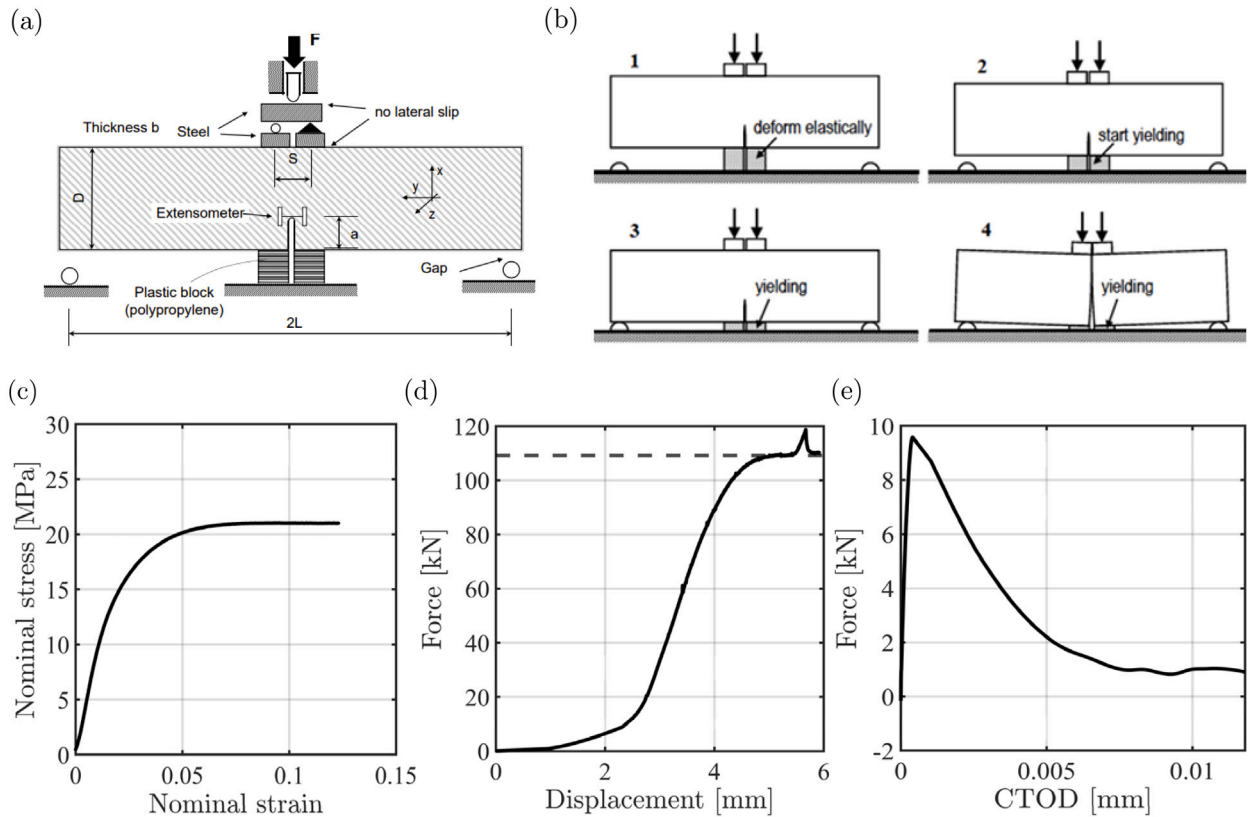 (a)
F
no lateral slip
Thickness b
Steel
S
D
x
y
z
Extensometer
a
Gap
Plastic block
(polypropylene)
2L
(b)
1
deform elastically
2
start yielding
3
yielding
4
yielding
(c)
30
25
20
15
10
5
0
0
0.05
0.1
0.15
Nominal stress [MPa]
Nominal strain
(d)
120
100
80
60
40
20
0
0
2
4
6
Force [kN]
Displacement [mm]
(e)
10
8
6
4
2
0
-2
0
0.005
0.01
Force [kN]
CTOD [mm]